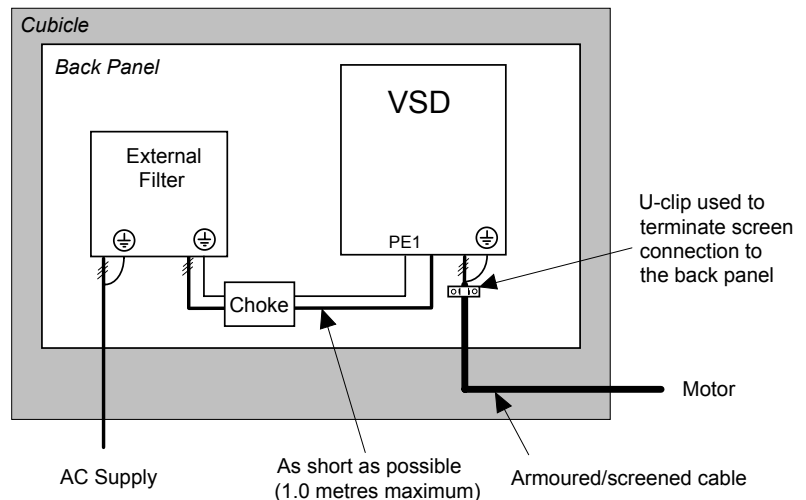 Cubicle
Back Panel
VSD
External
Filter
PE1
Choke
U-clip used to
terminate screen
connection to
the back panel
Motor
AC Supply
As short as possible
(1.0 metres maximum)
Armoured/screened cable